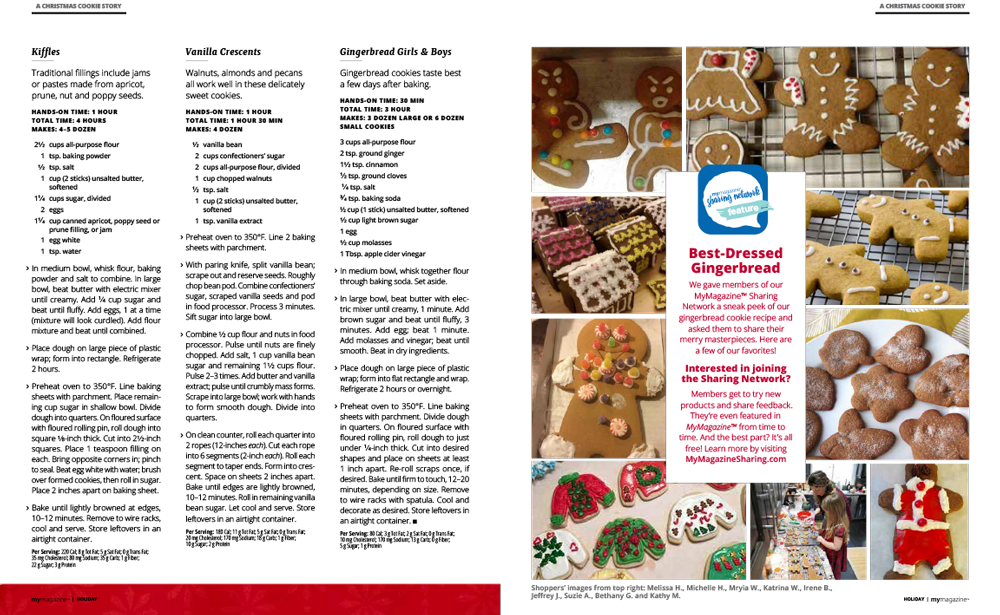 A CHRISTMAS COOKIE STORY
Kiffles
Traditional fillings include jams
or pastes made from apricot,
prune, nut and poppy seeds.
HANDS-ON TIME: 1 HOUR
TOTAL TIME: 4 HOURS
MAKES: 4–5 DOZEN
2½ cups all-purpose flour
1 tsp. baking powder
½ tsp. salt
1 cup (2 sticks) unsalted butter,
softened
1¼ cups sugar, divided
2 eggs
1¼ cup canned apricot, poppy seed or
prune filling, or jam
1 egg white
1 tsp. water
› In medium bowl, whisk flour, baking
powder and salt to combine. In large
bowl, beat butter with electric mixer
until creamy. Add ¼ cup sugar and
beat until fluffy. Add eggs, 1 at a time
(mixture will look curdled). Add flour
mixture and beat until combined.
› Place dough on large piece of plastic
wrap; form into rectangle. Refrigerate
2 hours.
› Preheat oven to 350°F. Line baking
sheets with parchment. Place remain-
ing cup sugar in shallow bowl. Divide
dough into quarters. On floured surface
with floured rolling pin, roll dough into
square ⅛-inch thick. Cut into 2½-inch
squares. Place 1 teaspoon filling on
each. Bring opposite corners in; pinch
to seal. Beat egg white with water; brush
over formed cookies, then roll in sugar.
Place 2 inches apart on baking sheet.
› Bake until lightly browned at edges,
10–12 minutes. Remove to wire racks,
cool and serve. Store leftovers in an
airtight container.
Per Serving: 220 Cal; 8 g Tot Fat; 5 g Sat Fat; 0 g Trans Fat;
35 mg Cholesterol; 80 mg Sodium; 35 g Carb; 1 g Fiber;
22 g Sugar; 3 g Protein
Vanilla Crescents
Walnuts, almonds and pecans
all work well in these delicately
sweet cookies.
HANDS-ON TIME: 1 HOUR
TOTAL TIME: 1 HOUR 30 MIN
MAKES: 4 DOZEN
½ vanilla bean
2 cups confectioners' sugar
2 cups all-purpose flour, divided
1 cup chopped walnuts
½ tsp. salt
1 cup (2 sticks) unsalted butter,
softened
1 tsp. vanilla extract
› Preheat oven to 350°F. Line 2 baking
sheets with parchment.
› With paring knife, split vanilla bean;
scrape out and reserve seeds. Roughly
chop bean pod. Combine confectioners'
sugar, scraped vanilla seeds and pod
in food processor. Process 3 minutes.
Sift sugar into large bowl.
› Combine ½ cup flour and nuts in food
processor. Pulse until nuts are finely
chopped. Add salt, 1 cup vanilla bean
sugar and remaining 1½ cups flour.
Pulse 2–3 times. Add butter and vanilla
extract; pulse until crumbly mass forms.
Scrape into large bowl; work with hands
to form smooth dough. Divide into
quarters.
› On clean counter, roll each quarter into
2 ropes (12-inches each). Cut each rope
into 6 segments (2-inch each). Roll each
segment to taper ends. Form into cres-
cent. Space on sheets 2 inches apart.
Bake until edges are lightly browned,
10–12 minutes. Roll in remaining vanilla
bean sugar. Let cool and serve. Store
leftovers in airtight container.
Per Serving: 180 Cal; 11 g Tot Fat; 5 g Sat Fat; 0 g Trans Fat;
20 mg Cholesterol; 170 mg Sodium; 18 g Carb; 1 g Fiber;
10 g Sugar; 2 g Protein
Gingerbread Girls & Boys
Gingerbread cookies taste best
a few days after baking.
HANDS-ON TIME: 30 MIN
TOTAL TIME: 3 HOUR
MAKES: 3 DOZEN LARGE OR 6 DOZEN
SMALL COOKIES
3 cups all-purpose flour
2 tsp. ground ginger
1½ tsp. cinnamon
½ tsp. ground cloves
¼ tsp. salt
¾ tsp. baking soda
½ cup (1 stick) unsalted butter, softened
½ cup light brown sugar
1 egg
½ cup molasses
1 Tbsp. apple cider vinegar
› In medium bowl, whisk together flour
through baking soda. Set aside.
› In large bowl, beat butter with elec-
tric mixer until creamy, 1 minute. Add
brown sugar and beat until fluffy, 3
minutes. Add egg; beat 1 minute.
Add molasses and vinegar; beat until
smooth. Beat in dry ingredients.
› Place dough on large piece of plastic
wrap; form into flat rectangle and wrap.
Refrigerate 2 hours or overnight.
› Preheat oven to 350°F. Line baking
sheets with parchment. Divide dough
in quarters. On floured surface with
floured rolling pin, roll dough to just
under ¼-inch thick. Cut into desired
shapes and place on sheets at least
1 inch apart. Re-roll scraps once, if
desired. Bake until firm to touch, 12–20
minutes, depending on size. Remove
to wire racks with spatula. Cool and
decorate as desired. Store leftovers in
an airtight container. ■
Per Serving: 80 Cal; 3 g Tot Fat; 2 g Sat Fat; 0 g Trans Fat;
10 mg Cholesterol; 170 mg Sodium; 13 g Carb; 0 g Fiber;
5 g Sugar; 1 g Protein
mymagazine™ | HOLIDAY
A CHRISTMAS COOKIE STORY
mymagazine
sharing network
feature
Best-Dressed
Gingerbread
We gave members of our
MyMagazine™ Sharing
Network a sneak peek of our
gingerbread cookie recipe and
asked them to share their
merry masterpieces. Here are
a few of our favorites!
Interested in joining
the Sharing Network?
Members get to try new
products and share feedback.
They're even featured in
MyMagazine™ from time to
time. And the best part? It's all
free! Learn more by visiting
MyMagazineSharing.com
Shoppers' images from top right: Melissa H., Michelle H., Mryia W., Katrina W., Irene B.,
Jeffrey J., Suzie A., Bethany G. and Kathy M.
HOLIDAY | mymagazine™